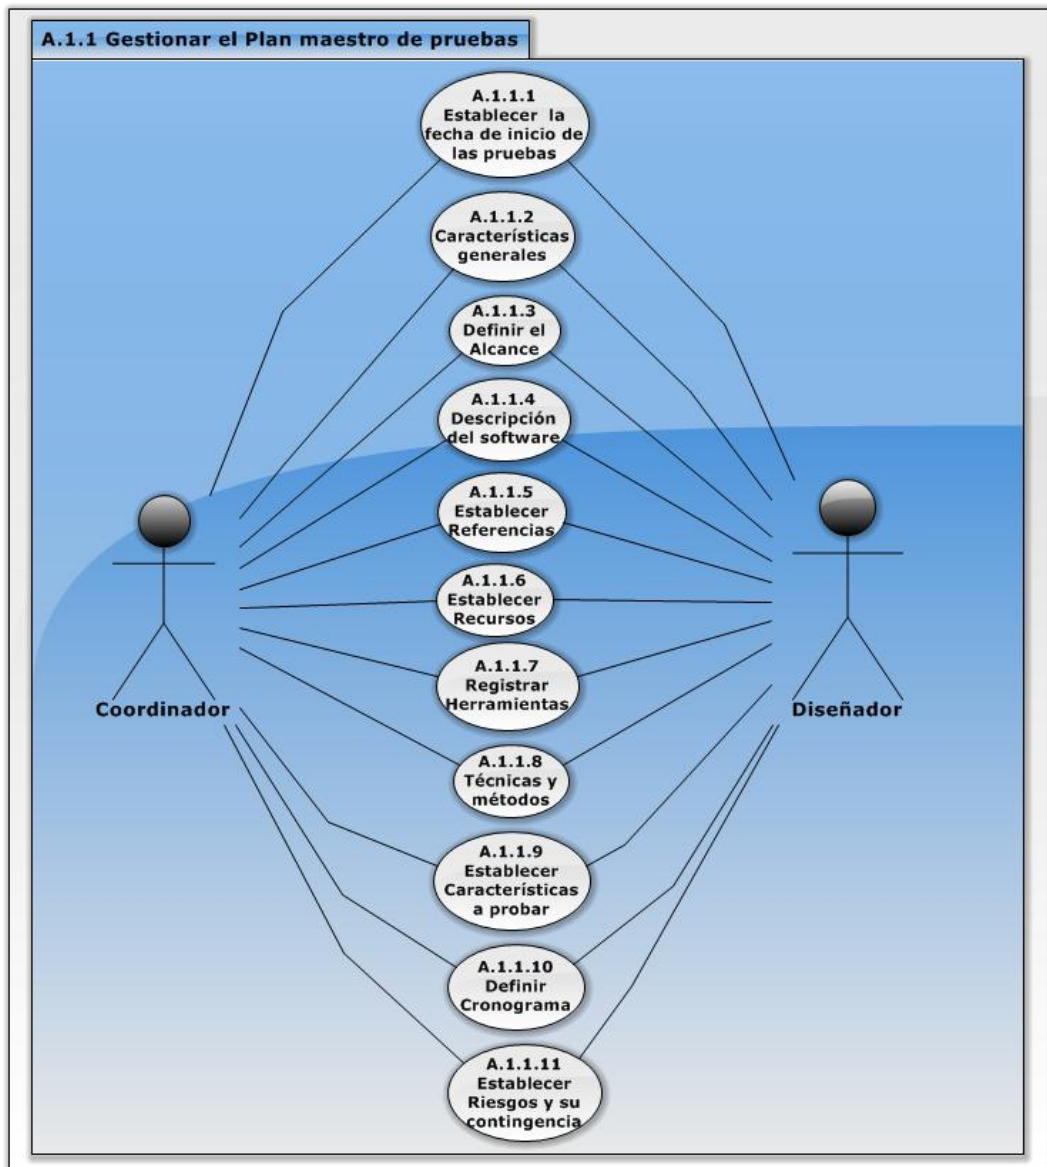 A.1.1 Gestionar el Plan maestro de pruebas
A.1.1.1
Establecer la
fecha de inicio de
las pruebas
A.1.1.2
Características
generales
A.1.1.3
Definir el
Alcance
A.1.1.4
Descripción
del software
A.1.1.5
Establecer
Referencias
A.1.1.6
Establecer
Recursos
A.1.1.7
Registrar
Herramientas
Coordinador
Diseñador
A.1.1.8
Técnicas y
métodos
A.1.1.9
Establecer
Características
a probar
A.1.1.10
Definir
Cronograma
A.1.1.11
Establecer
Riesgos y su
contingencia